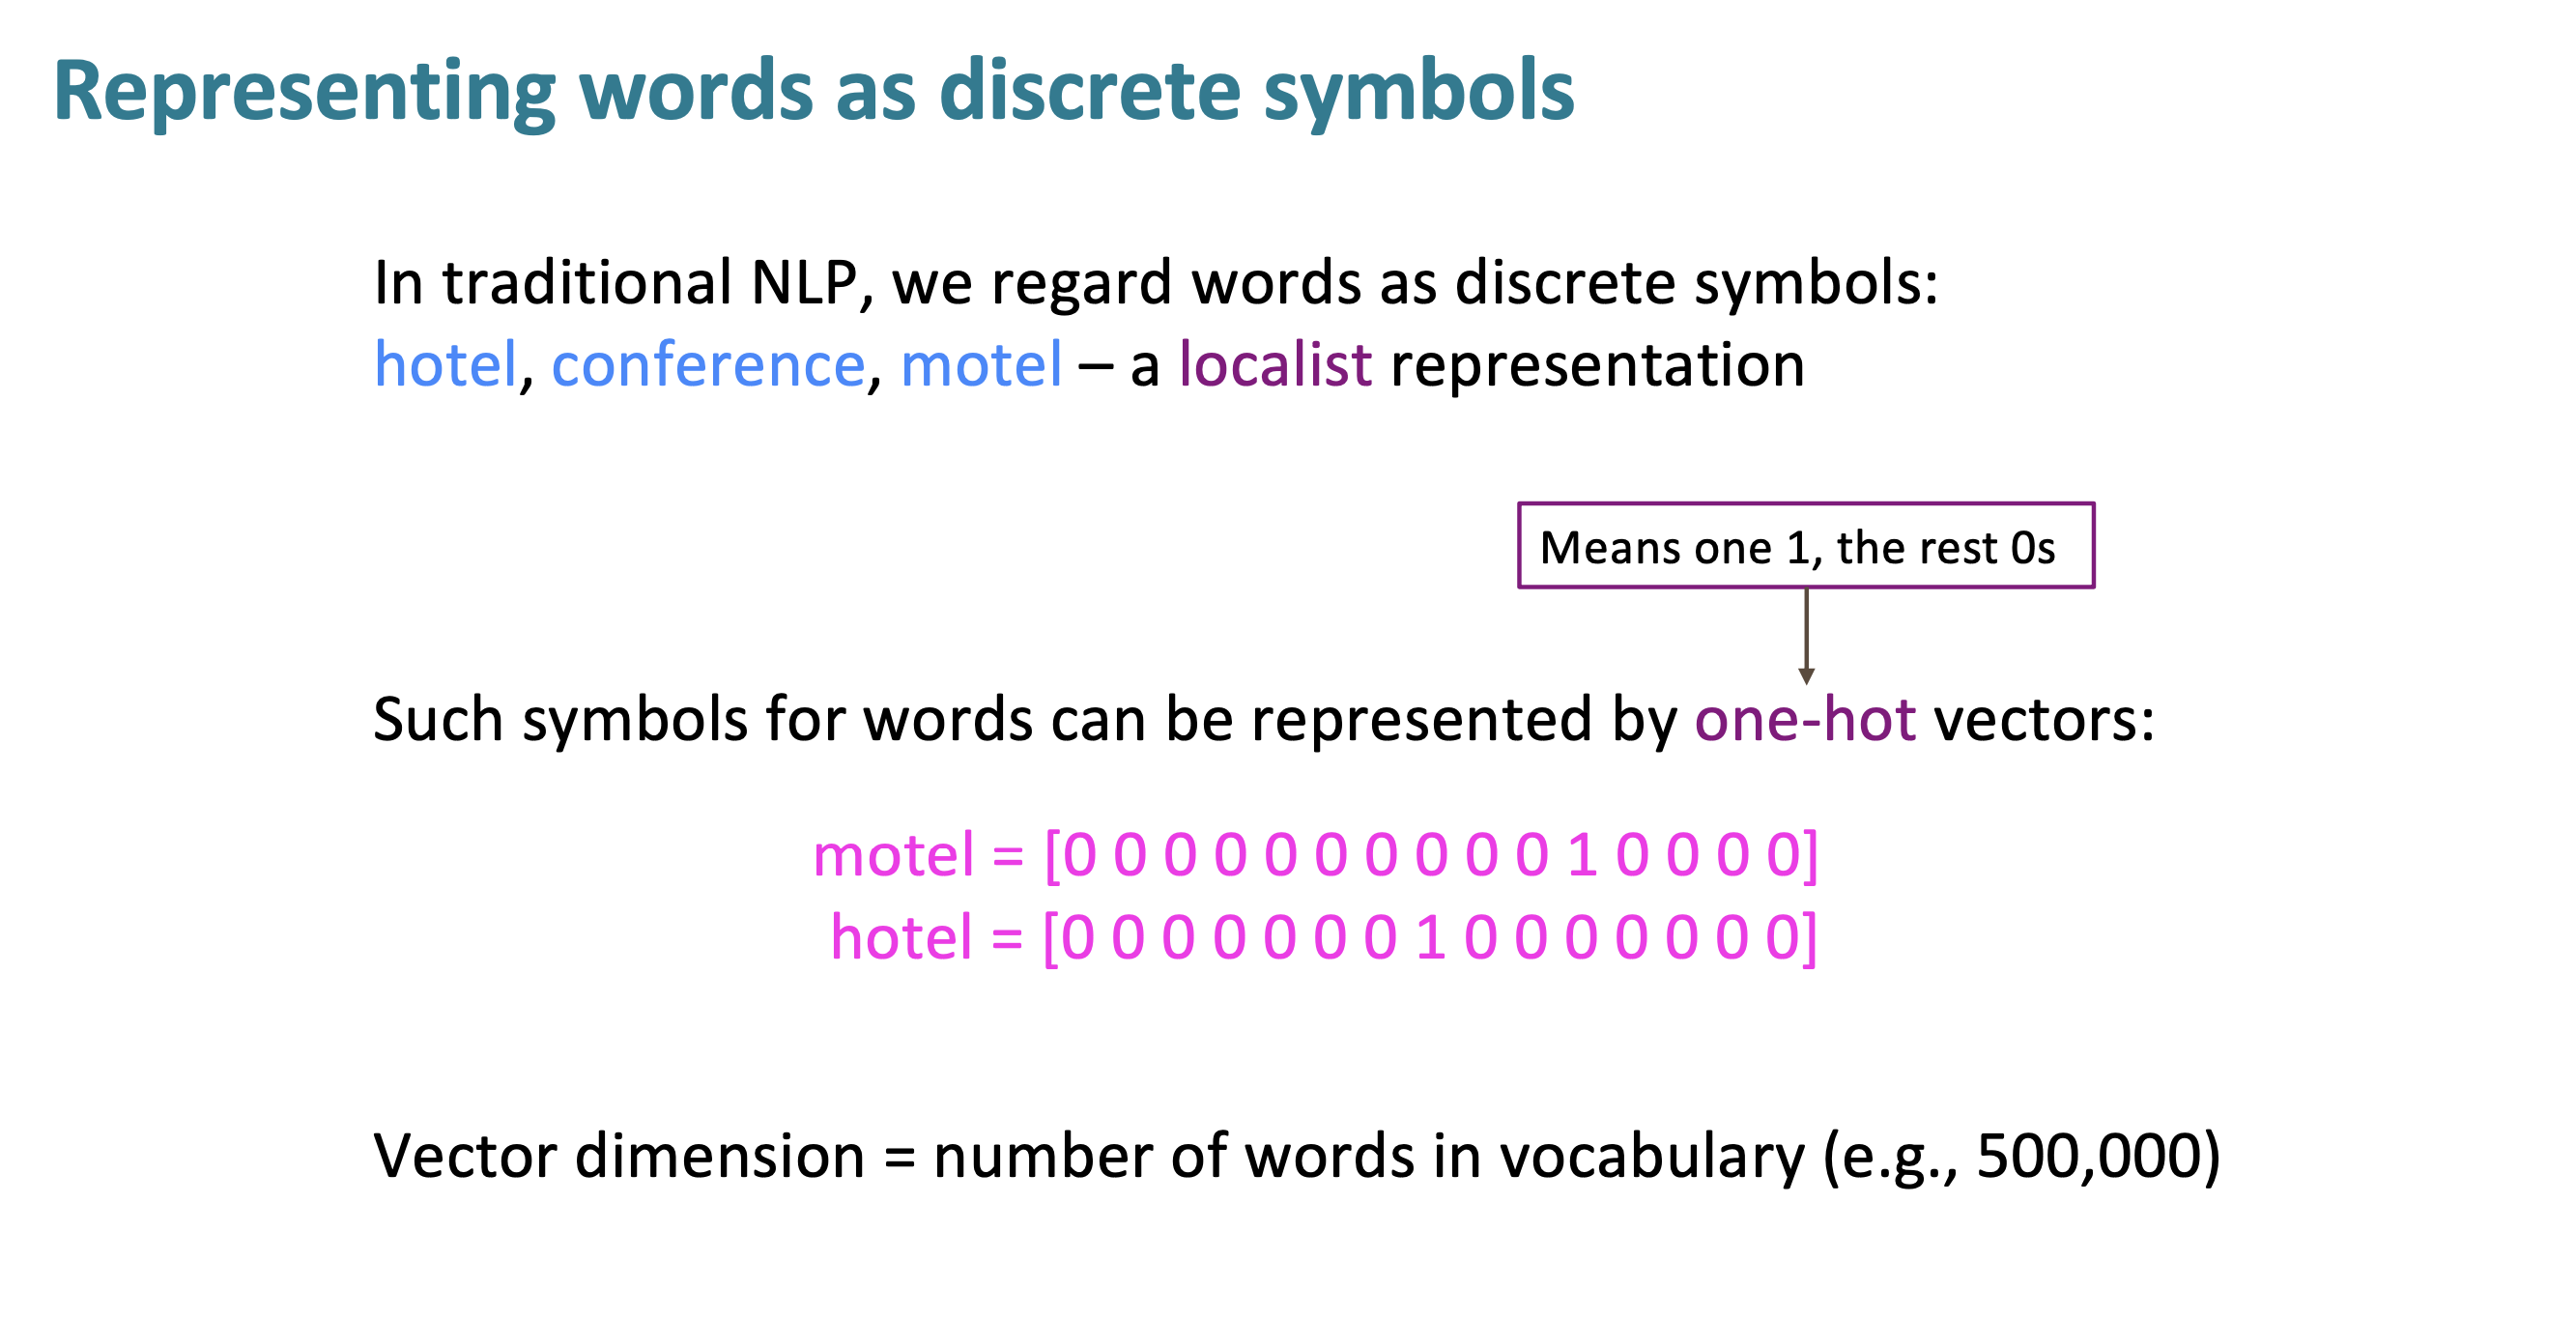 Representing words as discrete symbols
In traditional NLP, we regard words as discrete symbols:
hotel, conference, motel – a localist representation
Means one 1, the rest 0s
Such symbols for words can be represented by one-hot vectors:
motel = [0 0 0 0 0 0 0 0 0 0 1 0 0 0 0]
hotel = [0 0 0 0 0 0 0 1 0 0 0 0 0 0 0]
Vector dimension = number of words in vocabulary (e.g., 500,000)